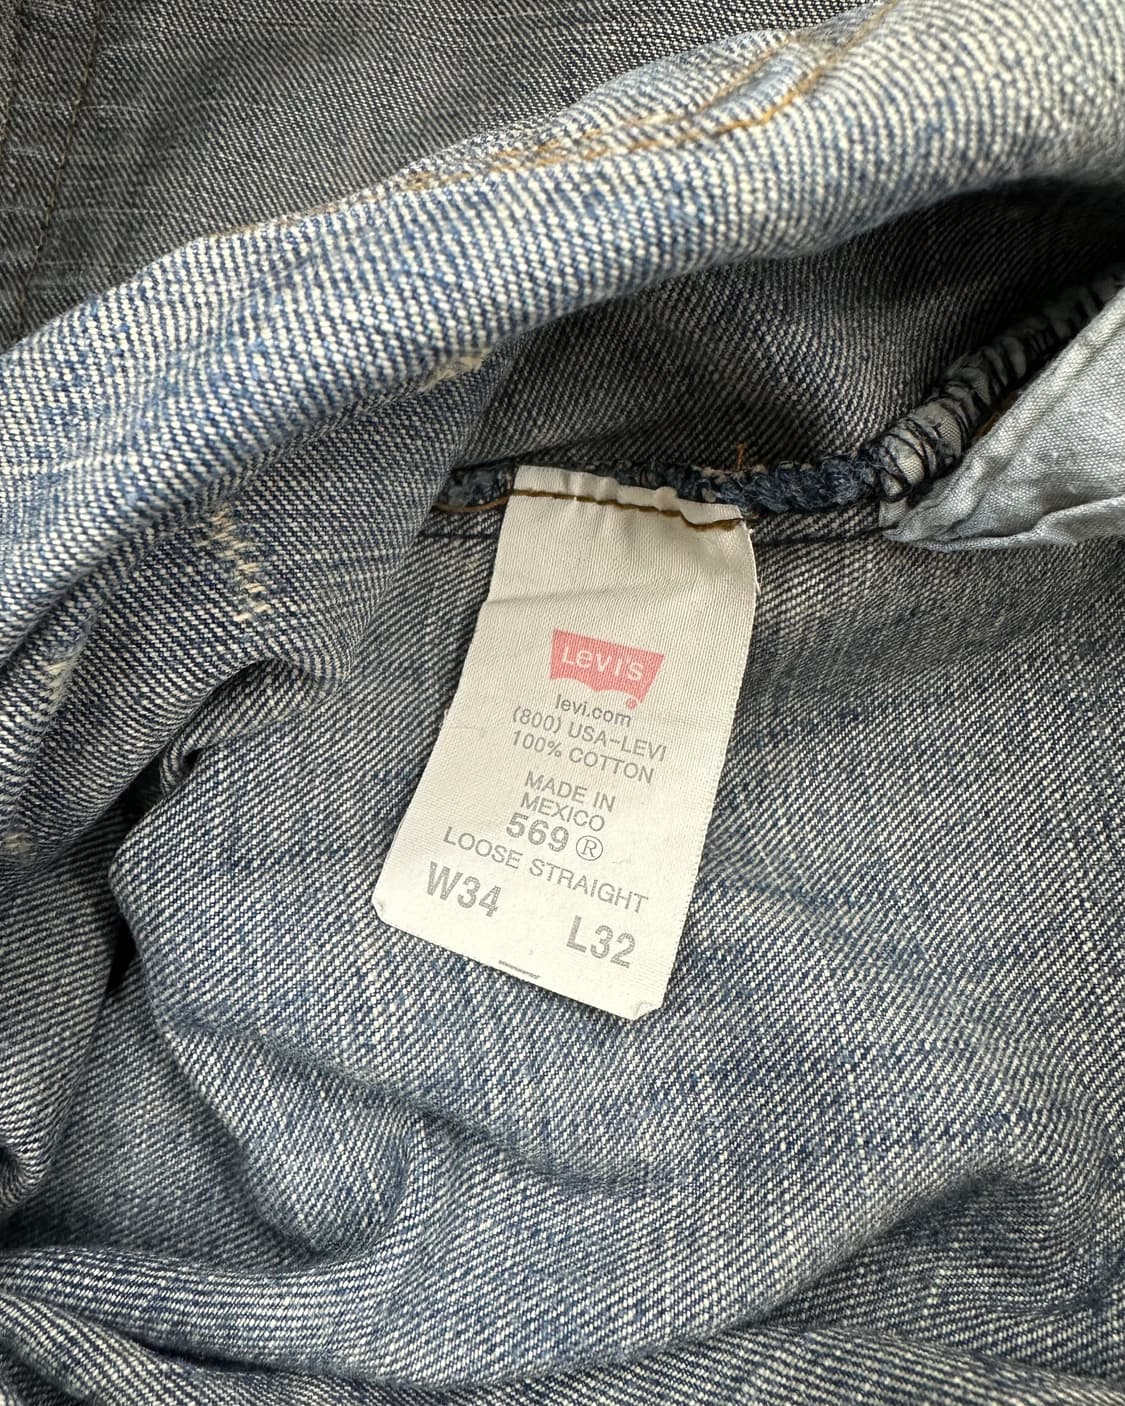 Levi's®
levi.com
(800) USA-LEVI
100% COTTON
MADE IN
MEXICO
569 ®
LOOSE STRAIGHT
W34 L32